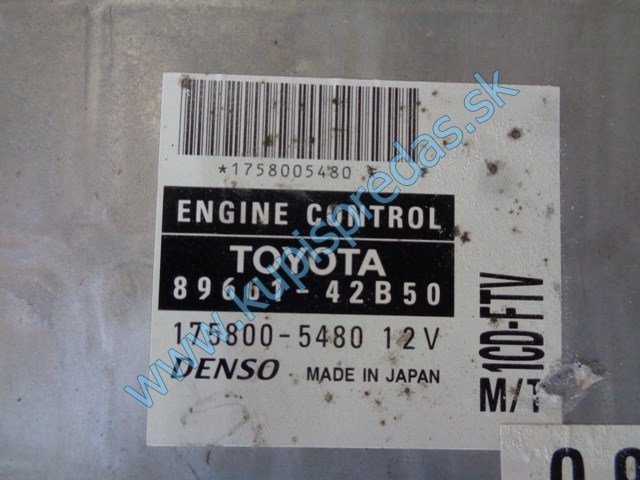 *1758005480
ENGINE CONTROL
TOYOTA
89661-42B50
175800-5480 12V
DENSO MADE IN JAPAN
1CD-FTV
M/T
www.kupispredas.sk